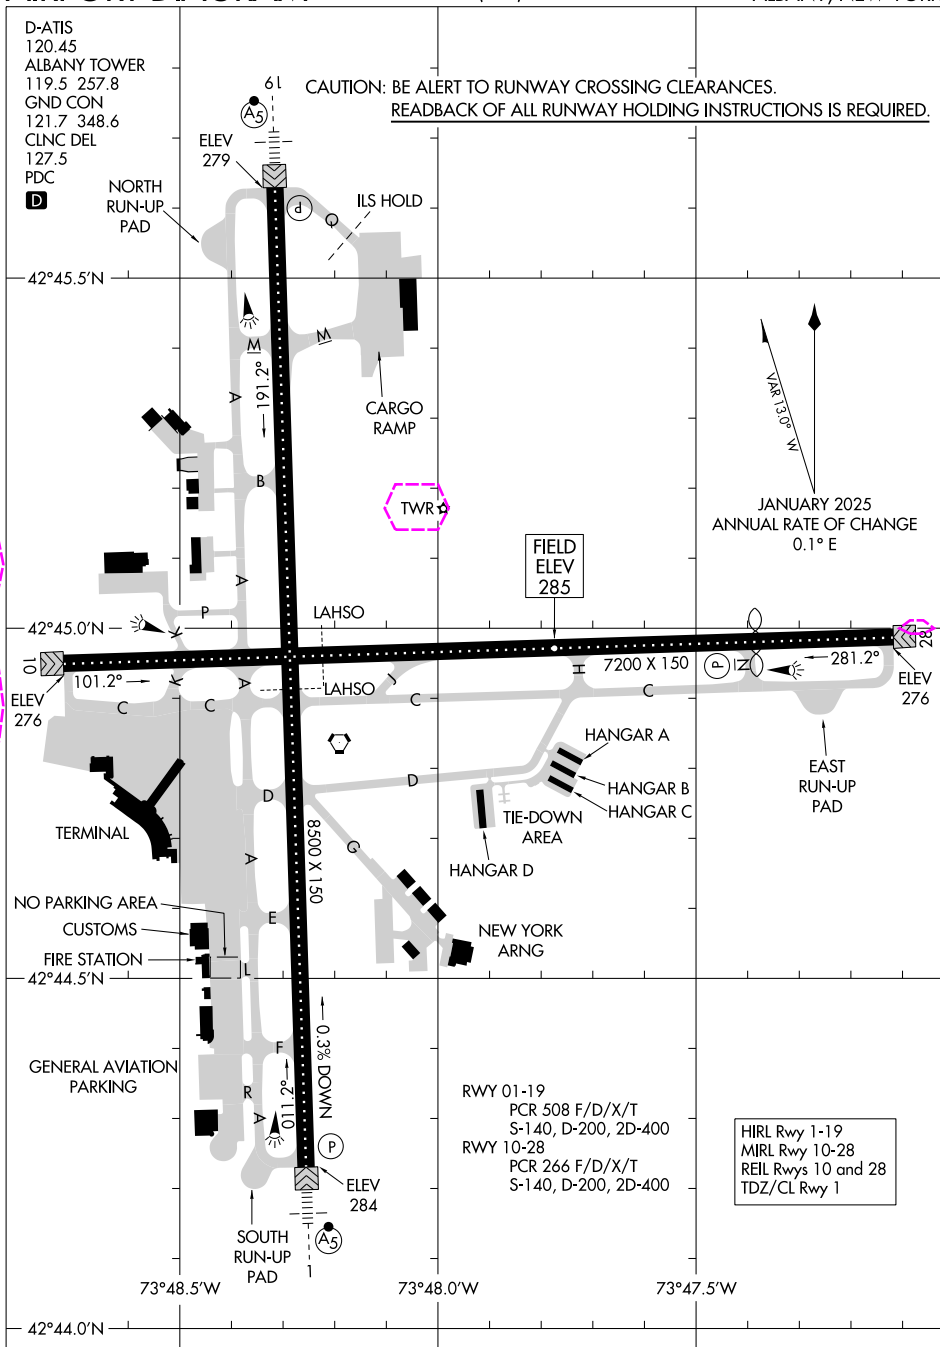 D-ATIS
120.45
ALBANY TOWER
119.5 257.8
GND CON
121.7 348.6
CLNC DEL
127.5
PDC
D
CAUTION: BE ALERT TO RUNWAY CROSSING CLEARANCES.
READBACK OF ALL RUNWAY HOLDING INSTRUCTIONS IS REQUIRED.
19
A5
ELEV
279
NORTH
RUN-UP
PAD
P
Q
ILS HOLD
42°45.5'N
M
M
191.2°
A
CARGO
RAMP
VAR 13.0° W
JANUARY 2025
ANNUAL RATE OF CHANGE
0.1° E
B
TWR
FIELD
ELEV
285
A
P
K
LAHSO
42°45.0'N
10
28
7200 X 150
281.2°
101.2°
K
A
J
H
P
N
ELEV
276
ELEV
276
C
C
LAHSO
C
C
HANGAR A
HANGAR B
HANGAR C
EAST
RUN-UP
PAD
D
D
TIE-DOWN
AREA
TERMINAL
8500 X 150
A
G
HANGAR D
NO PARKING AREA
CUSTOMS
FIRE STATION
E
L
NEW YORK
ARNG
42°44.5'N
0.3% DOWN
F
011.2°
GENERAL AVIATION
PARKING
R
A
P
RWY 01-19
PCR 508 F/D/X/T
S-140, D-200, 2D-400
RWY 10-28
PCR 266 F/D/X/T
S-140, D-200, 2D-400
HIRL Rwy 1-19
MIRL Rwy 10-28
REIL Rwys 10 and 28
TDZ/CL Rwy 1
ELEV
284
SOUTH
RUN-UP
PAD
A5
1
73°48.5'W
73°48.0'W
73°47.5'W
42°44.0'N